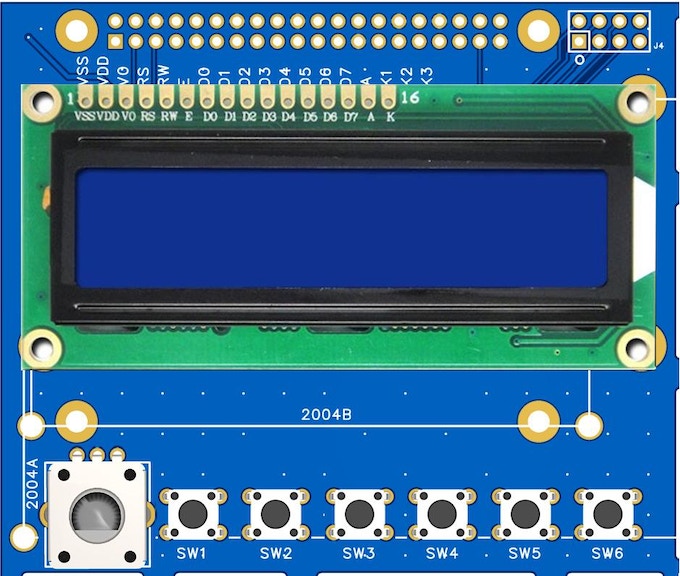 VSS VDD V0 RS RW E D0 D1 D2 D3 D4 D5 D6 D7 A K1 K2 K3
J4
1 16
VSS VDD V0 RS RW E D0 D1 D2 D3 D4 D5 D6 D7 A K
2004B
2004A
SW1 SW2 SW3 SW4 SW5 SW6